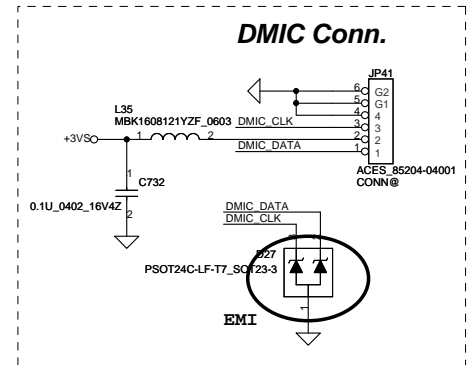 DMIC Conn.
JP41
L35
MBK1608121YZF_0603
+3VS
1
2
DMIC_CLK
DMIC_DATA
6
5
4
3
2
1
G2
G1
4
3
2
1
ACES_85204-04001
CONN@
1
C732
0.1U_0402_16V4Z
2
DMIC_DATA
DMIC_CLK
D27
PSOT24C-LF-T7_SOT23-3
1
EMI